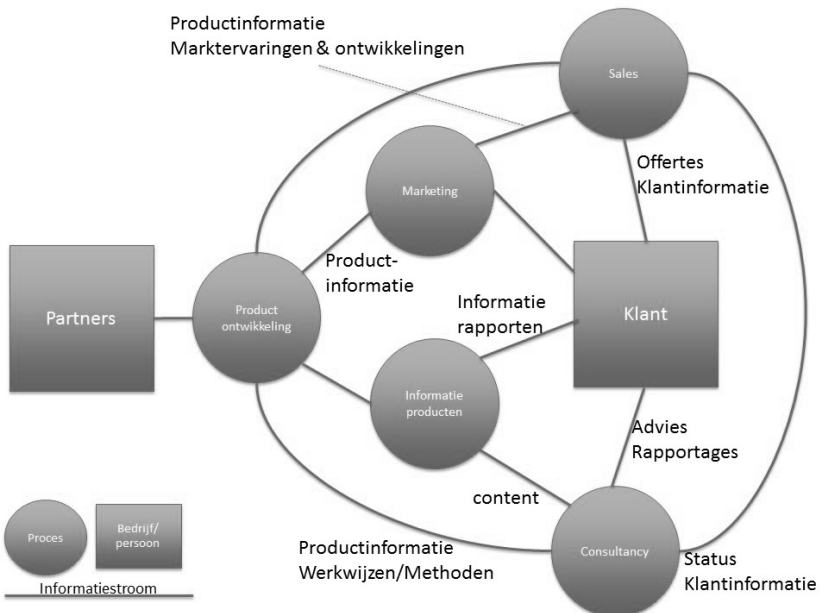 Productinformatie
Marktervaringen & ontwikkelingen
Sales
Offertes
Klantinformatie
Marketing
Product-
informatie
Partners
Product
ontwikkeling
Informatie
rapporten
Klant
Informatie
producten
Advies
Rapportages
content
Productinformatie
Werkwijzen/Methoden
Consultancy
Status
Klantinformatie
Proces
Bedrijf/
persoon
Informatiestroom